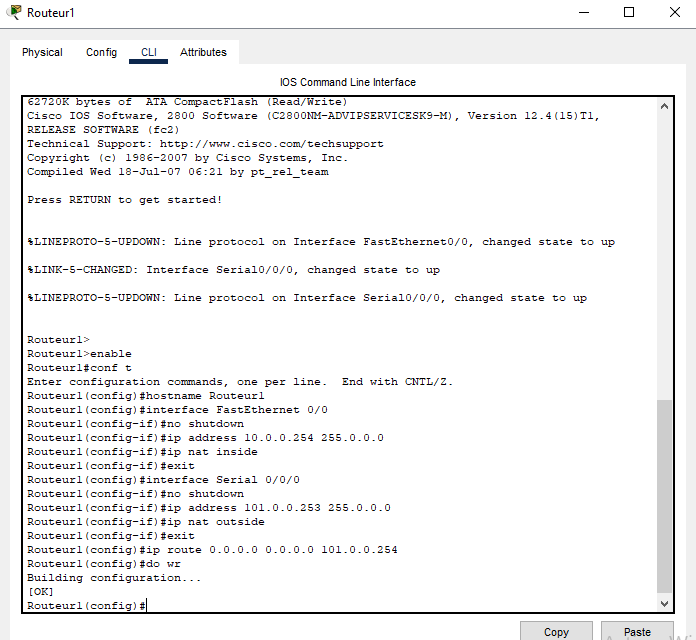 Routeur1
Physical Config CLI Attributes
IOS Command Line Interface
62720K bytes of  ATA CompactFlash (Read/Write)
Cisco IOS Software, 2800 Software (C2800NM-ADVIPSERVICESK9-M), Version 12.4(15)T1,
RELEASE SOFTWARE (fc2)
Technical Support: http://www.cisco.com/techsupport
Copyright (c) 1986-2007 by Cisco Systems, Inc.
Compiled Wed 18-Jul-07 06:21 by pt_rel_team
Press RETURN to get started!
%LINEPROTO-5-UPDOWN: Line protocol on Interface FastEthernet0/0, changed state to up
%LINK-5-CHANGED: Interface Serial0/0/0, changed state to up
%LINEPROTO-5-UPDOWN: Line protocol on Interface Serial0/0/0, changed state to up
Routeur1>
Routeur1>enable
Routeur1#conf t
Enter configuration commands, one per line.  End with CNTL/Z.
Routeur1(config)#hostname Routeur1
Routeur1(config)#interface FastEthernet 0/0
Routeur1(config-if)#no shutdown
Routeur1(config-if)#ip address 10.0.0.254 255.0.0.0
Routeur1(config-if)#ip nat inside
Routeur1(config-if)#exit
Routeur1(config)#interface Serial 0/0/0
Routeur1(config-if)#no shutdown
Routeur1(config-if)#ip address 101.0.0.253 255.0.0.0
Routeur1(config-if)#ip nat outside
Routeur1(config-if)#exit
Routeur1(config)#ip route 0.0.0.0 0.0.0.0 101.0.0.254
Routeur1(config)#do wr
Building configuration...
[OK]
Routeur1(config)#
Copy Paste